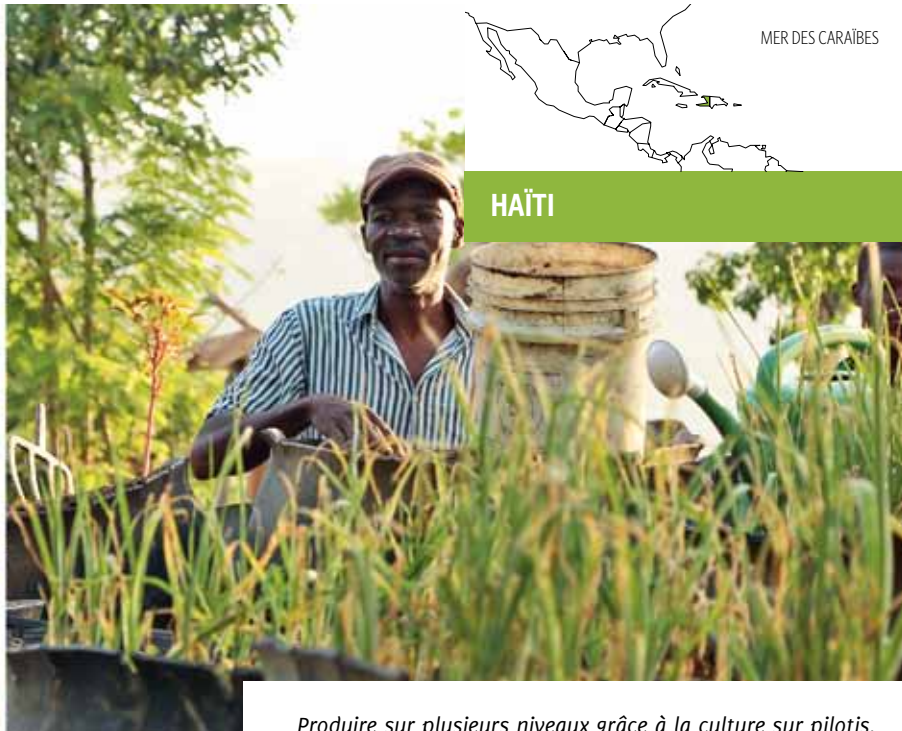 MER DES CARAÏBES
HAÏTI
Produire sur plusieurs niveaux grâce à la culture sur pilotis.